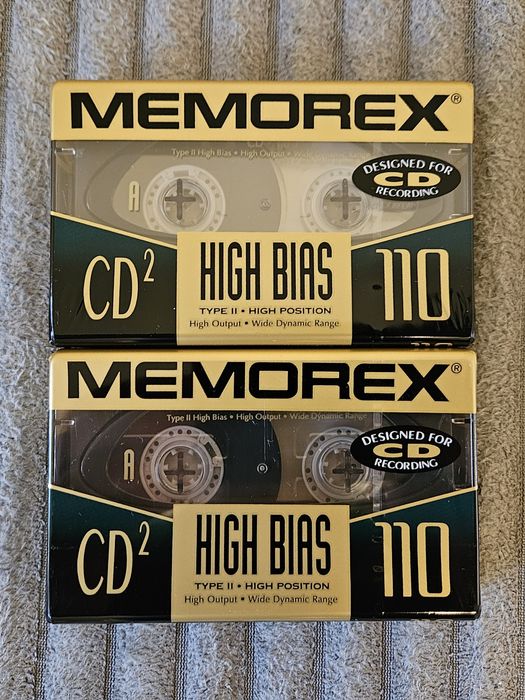 MEMOREX®
Type II High Bias • High Output • Wide Dynamic Range
DESIGNED FOR
CD
RECORDING
A
CD²
HIGH BIAS
110
TYPE II • HIGH POSITION
High Output • Wide Dynamic Range
110
MEMOREX®
Type II High Bias • High Output • Wide Dynamic Range
DESIGNED FOR
CD
RECORDING
A
CD²
HIGH BIAS
110
TYPE II • HIGH POSITION
High Output • Wide Dynamic Range